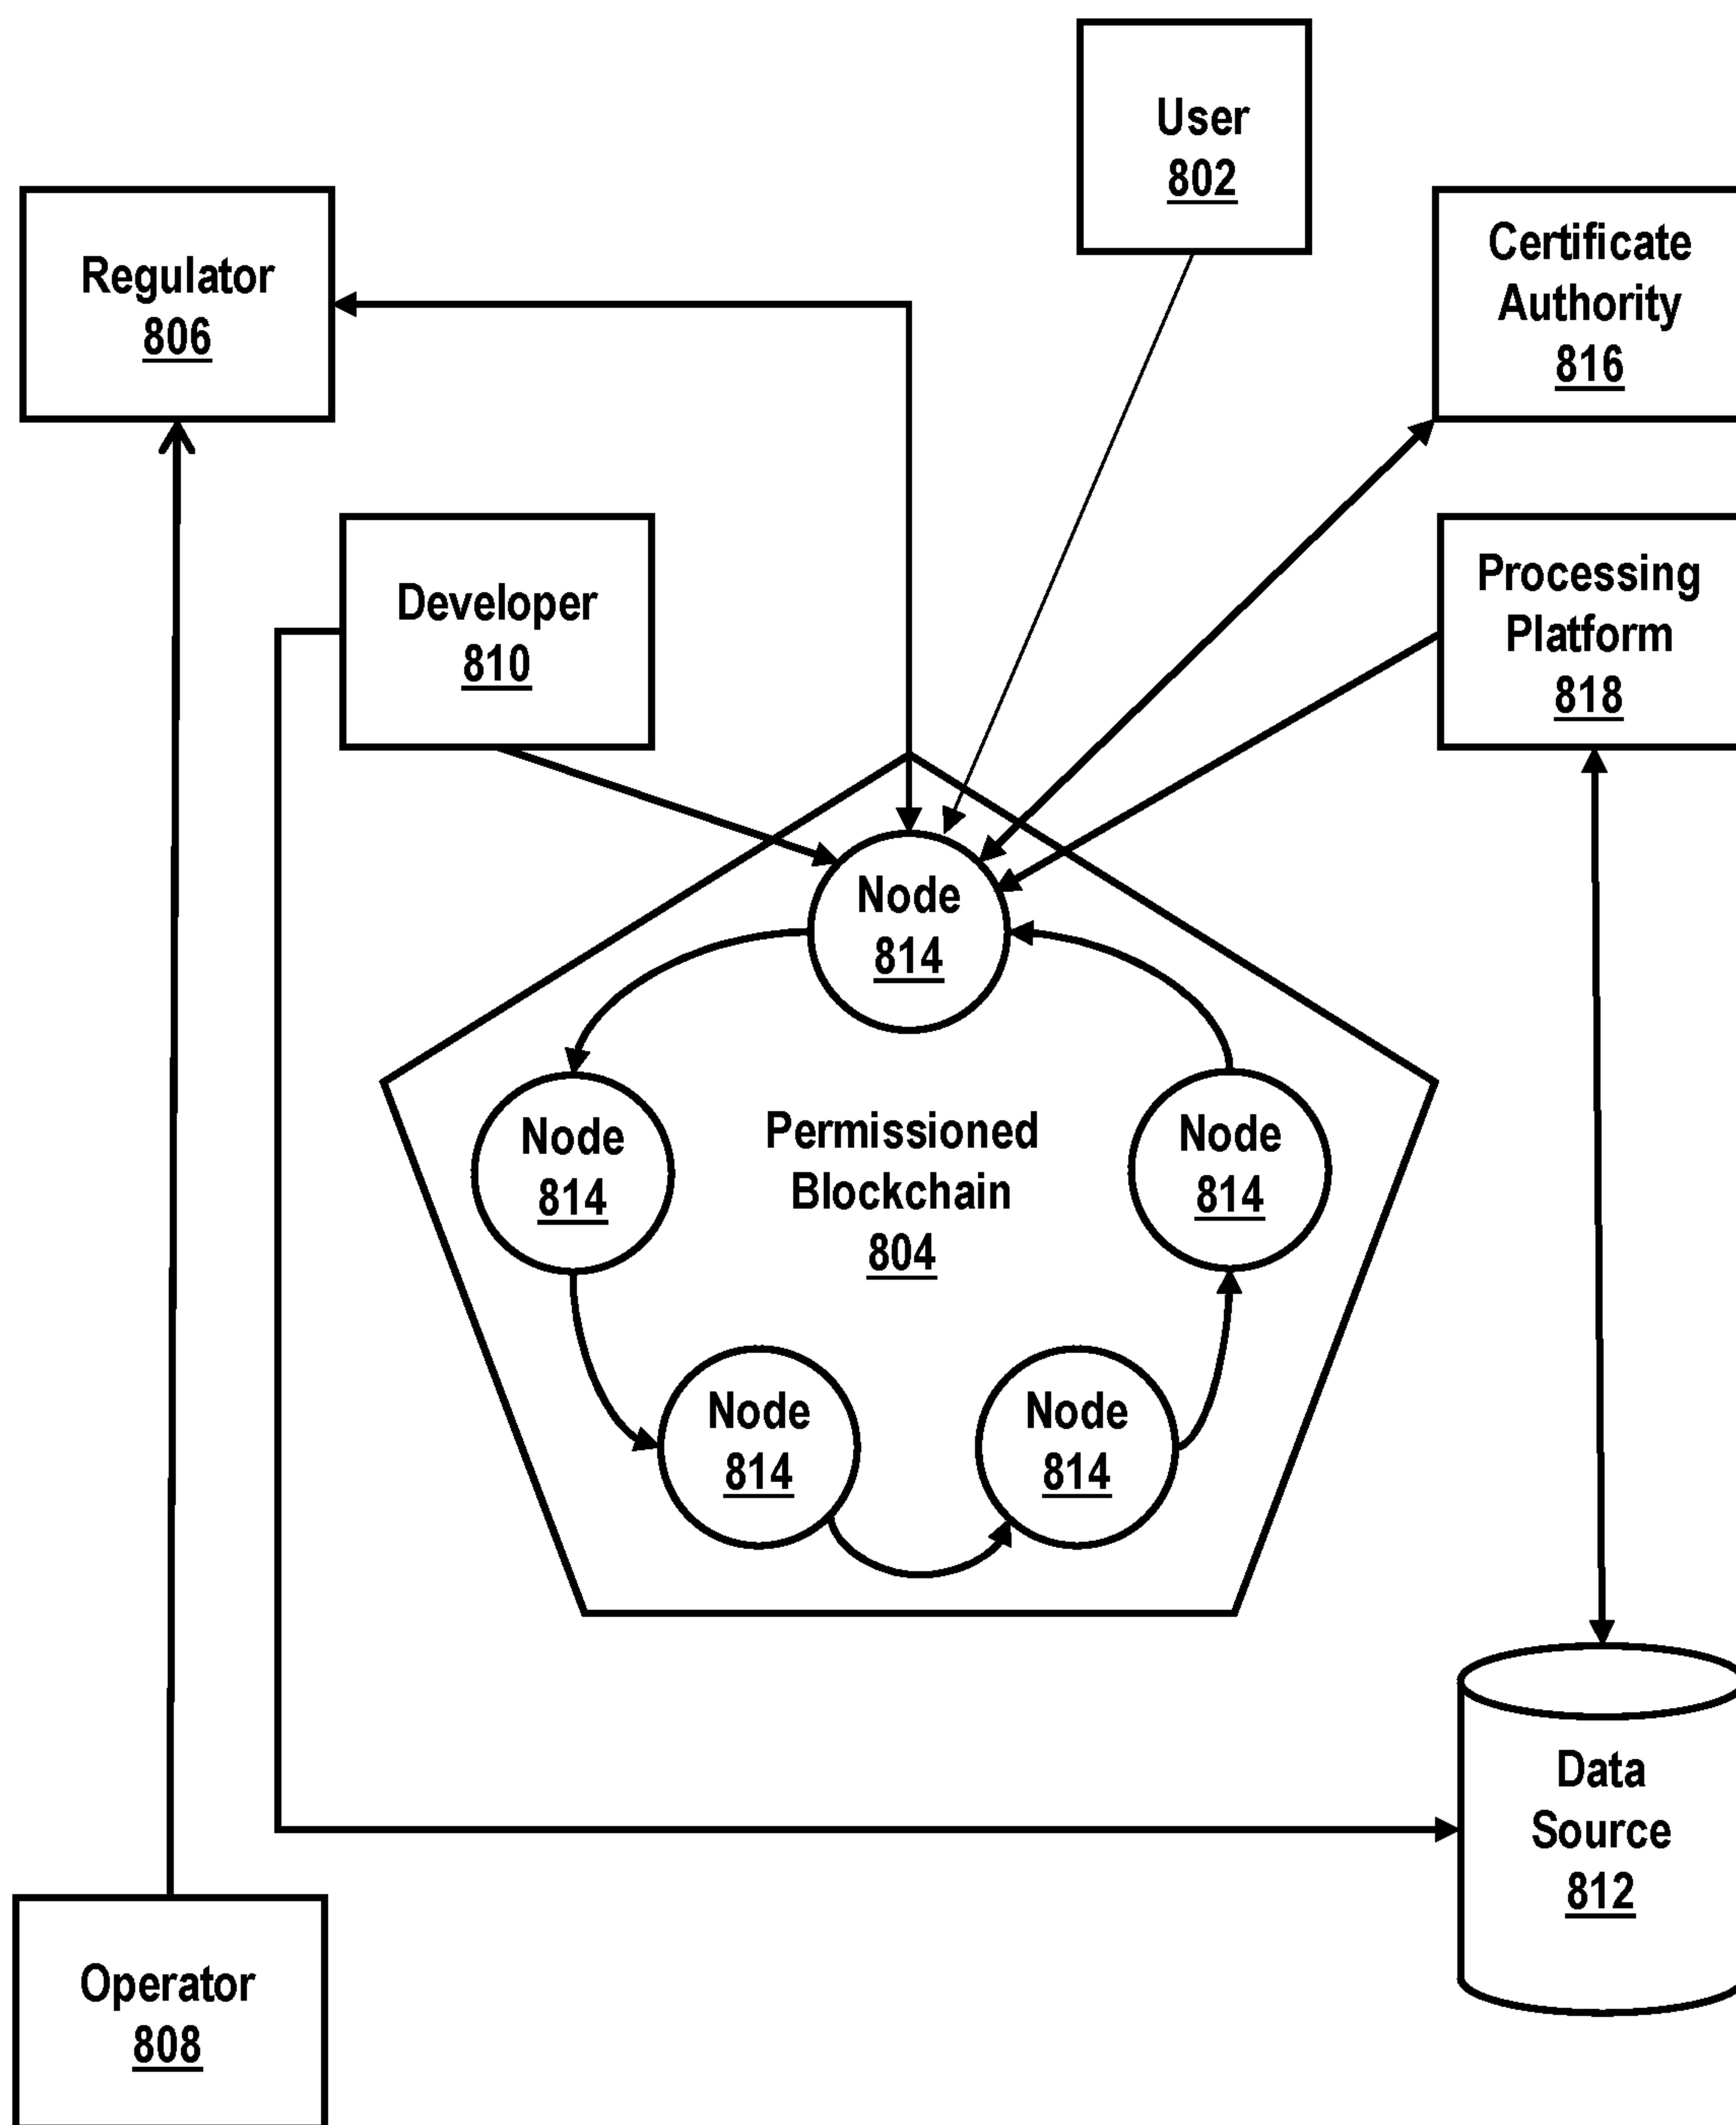 User
802
Regulator
806
Certificate
Authority
816
Developer
810
Processing
Platform
818
Node
814
Node
814
Permissioned
Blockchain
804
Node
814
Node
814
Node
814
Data
Source
812
Operator
808